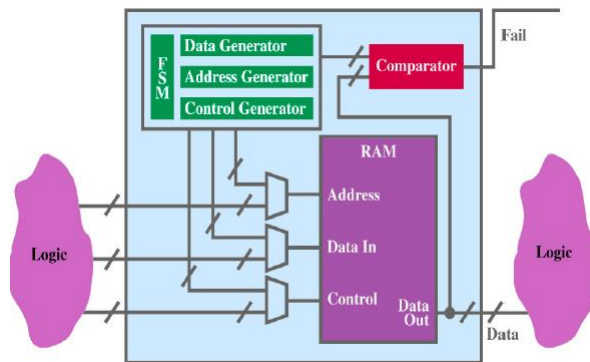 Fail
Data Generator
FSM
Address Generator
Control Generator
Comparator
RAM
Address
Logic
Data In
Logic
Control
Data
Out
Data